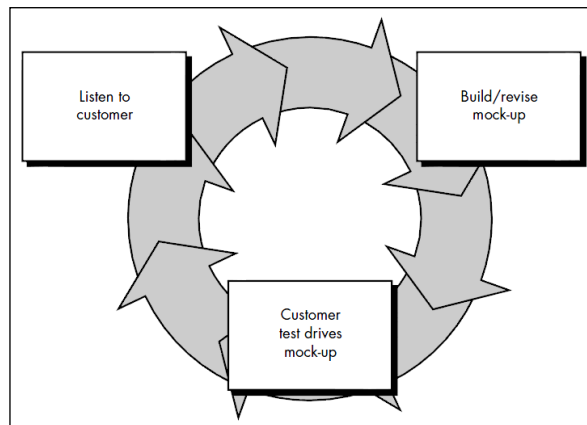 Listen to
customer
Build/revise
mock-up
Customer
test drives
mock-up